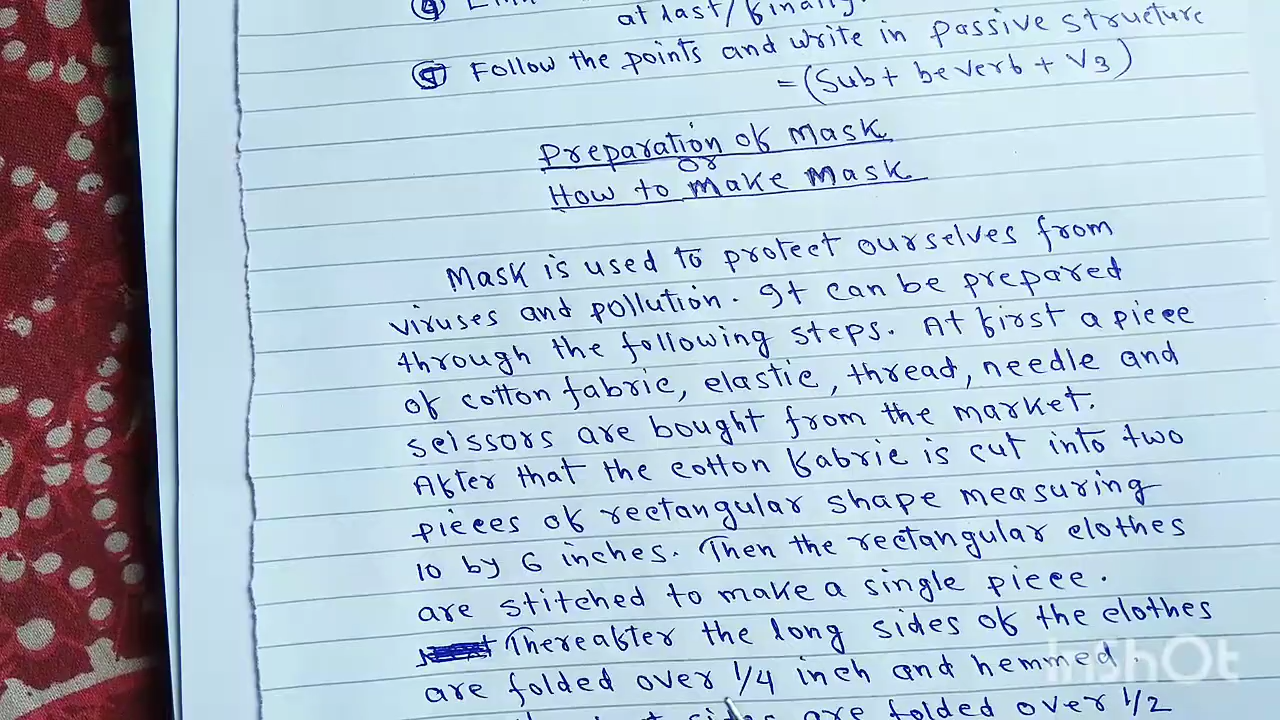 ④
at last/finally.
⑤ Follow the points and write in passive structure
= (Sub + be verb + V3)
Preparation of Mask
or
How to make mask
Mask is used to protect ourselves from
viruses and pollution. It can be prepared
through the following steps. At first a piece
of cotton fabric, elastic, thread, needle and
scissors are bought from the market.
After that the cotton fabric is cut into two
pieces of rectangular shape measuring
10 by 6 inches. Then the rectangular clothes
are stitched to make a single piece.
Thereafter the long sides of the clothes
are folded over 1/4 inch and hemmed.
sides are folded over 1/2
InShOt